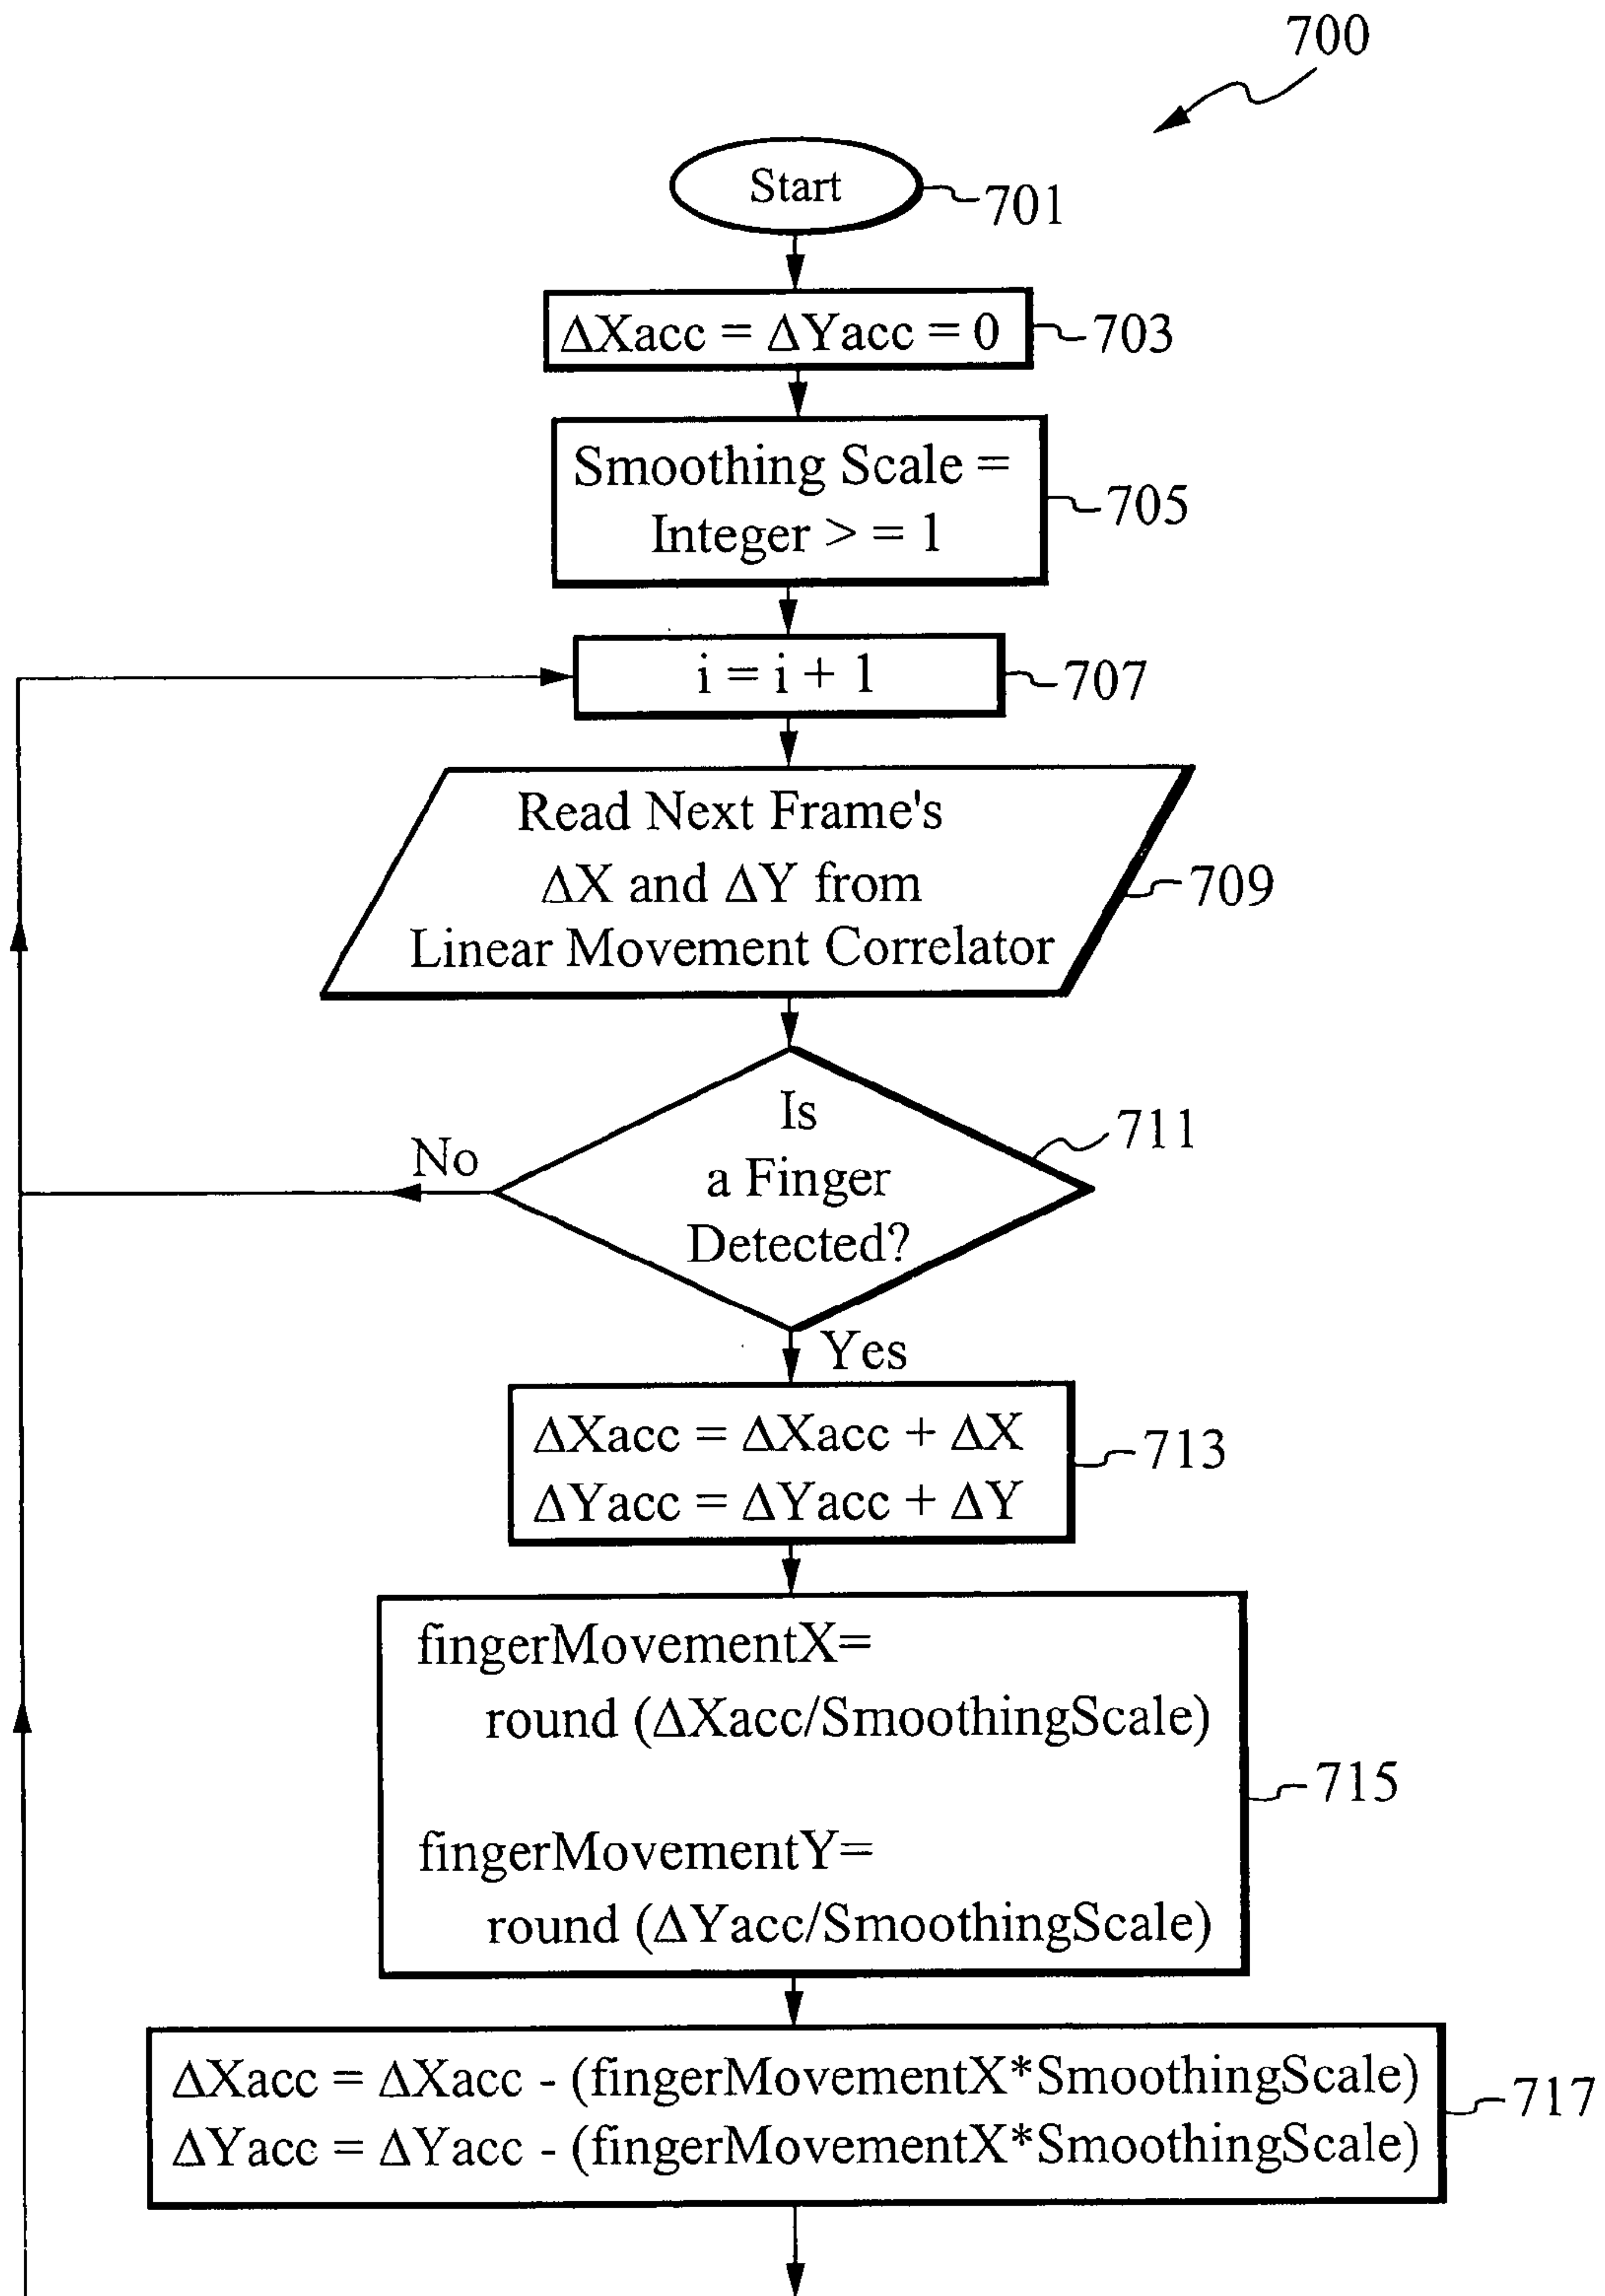 700
Start
701
ΔXacc = ΔYacc = 0
703
Smoothing Scale =
Integer > = 1
705
i = i + 1
707
Read Next Frame's
ΔX and ΔY from
Linear Movement Correlator
709
Is
a Finger
Detected?
711
No
Yes
ΔXacc = ΔXacc + ΔX
ΔYacc = ΔYacc + ΔY
713
fingerMovementX=
round (ΔXacc/SmoothingScale)
fingerMovementY=
round (ΔYacc/SmoothingScale)
715
ΔXacc = ΔXacc - (fingerMovementX*SmoothingScale)
ΔYacc = ΔYacc - (fingerMovementX*SmoothingScale)
717